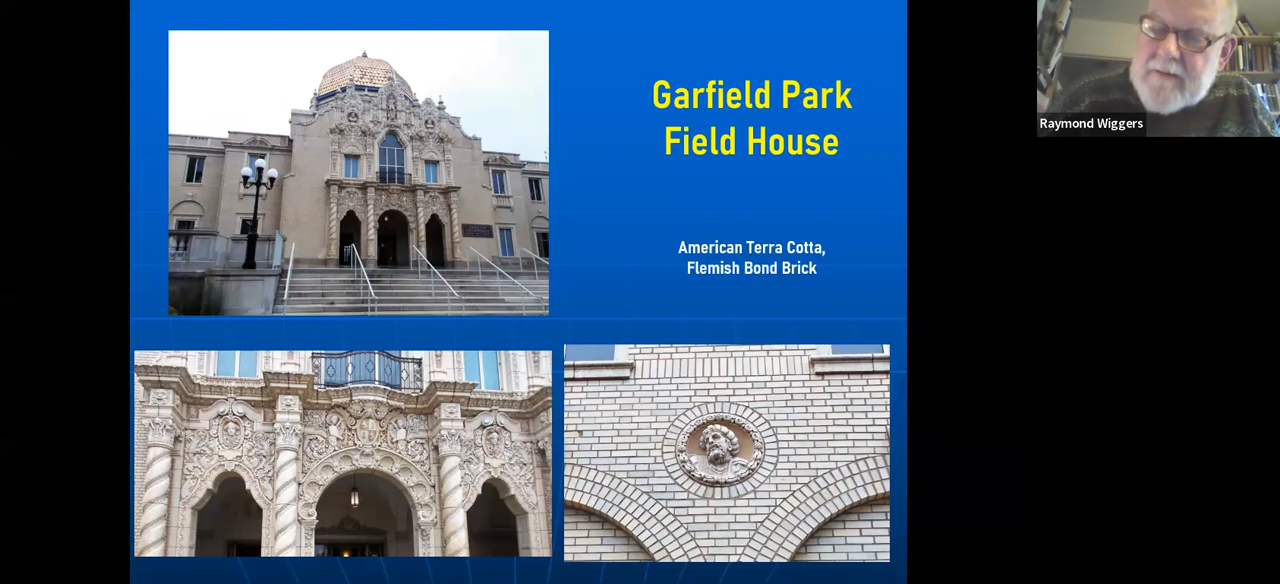 Garfield Park
Field House
American Terra Cotta,
Flemish Bond Brick
Raymond Wiggers